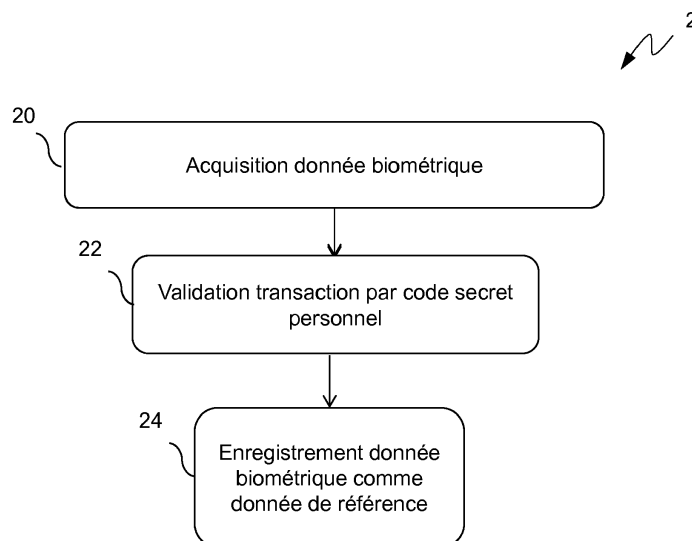 2
20
Acquisition donnée biométrique
22
Validation transaction par code secret
personnel
24
Enregistrement donnée
biométrique comme
donnée de référence